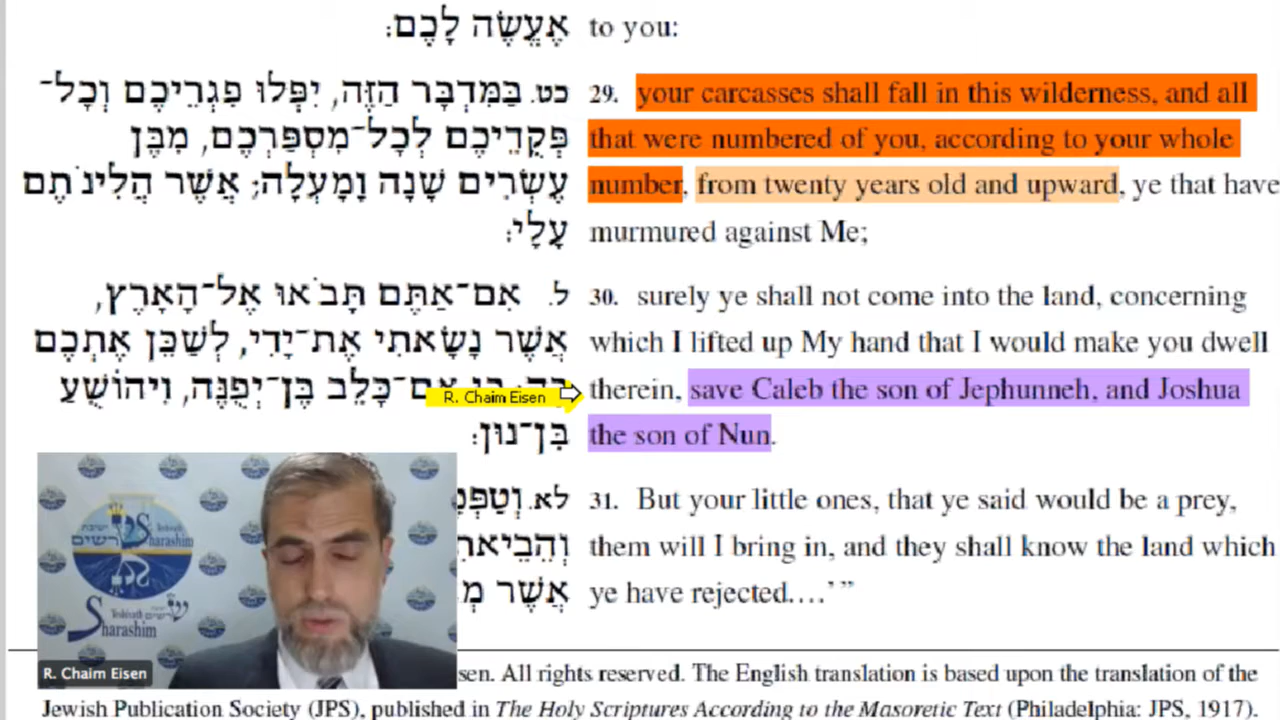 אֶעֱשֶׂה לָכֶם׃ to you:
כט. בַּמִּדְבָּר הַזֶּה, יִפְּלוּ פִגְרֵיכֶם וְכָל־ 29. your carcasses shall fall in this wilderness, and all
פְּקֻדֵיכֶם לְכָל־מִסְפַּרְכֶם, מִבֶּן that were numbered of you, according to your whole
עֶשְׂרִים שָׁנָה וָמָעְלָה; אֲשֶׁר הֲלִינֹתֶם number, from twenty years old and upward, ye that have
עָלָי׃ murmured against Me;
ל. אִם־אַתֶּם תָּבֹאוּ אֶל־הָאָרֶץ, 30. surely ye shall not come into the land, concerning
אֲשֶׁר נָשָׂאתִי אֶת־יָדִי, לְשַׁכֵּן אֶתְכֶם which I lifted up My hand that I would make you dwell
אִם־כָּלֵב בֶּן־יְפֻנֶּה, וִיהוֹשֻׁעַ R. Chaim Eisen therein, save Caleb the son of Jephunneh, and Joshua
בִּן־נוּן׃ the son of Nun.
לא. 31. But your little ones, that ye said would be a prey,
them will I bring in, and they shall know the land which
אֲשֶׁר ye have rejected....’”
ישיבת שרשים Yeshivath Sharashim
Yeshivath שרשים
Sharashim
R. Chaim Eisen
All rights reserved. The English translation is based upon the translation of the
Jewish Publication Society (JPS), published in The Holy Scriptures According to the Masoretic Text (Philadelphia: JPS, 1917).